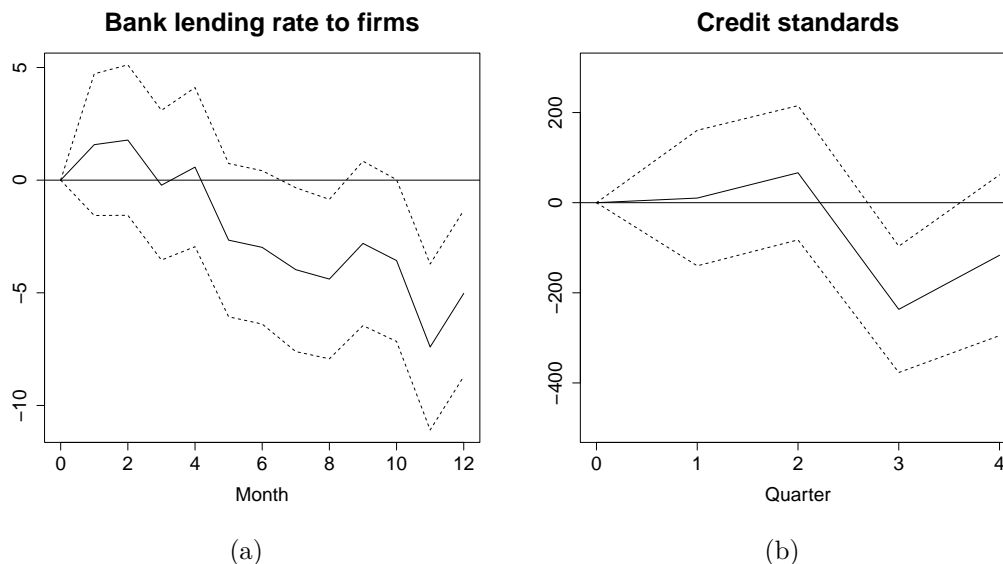 Bank lending rate to firms
5
0
−5
−10
0 2 4 6 8 10 12
Month
(a)
Credit standards
200
0
−200
−400
0 1 2 3 4
Quarter
(b)